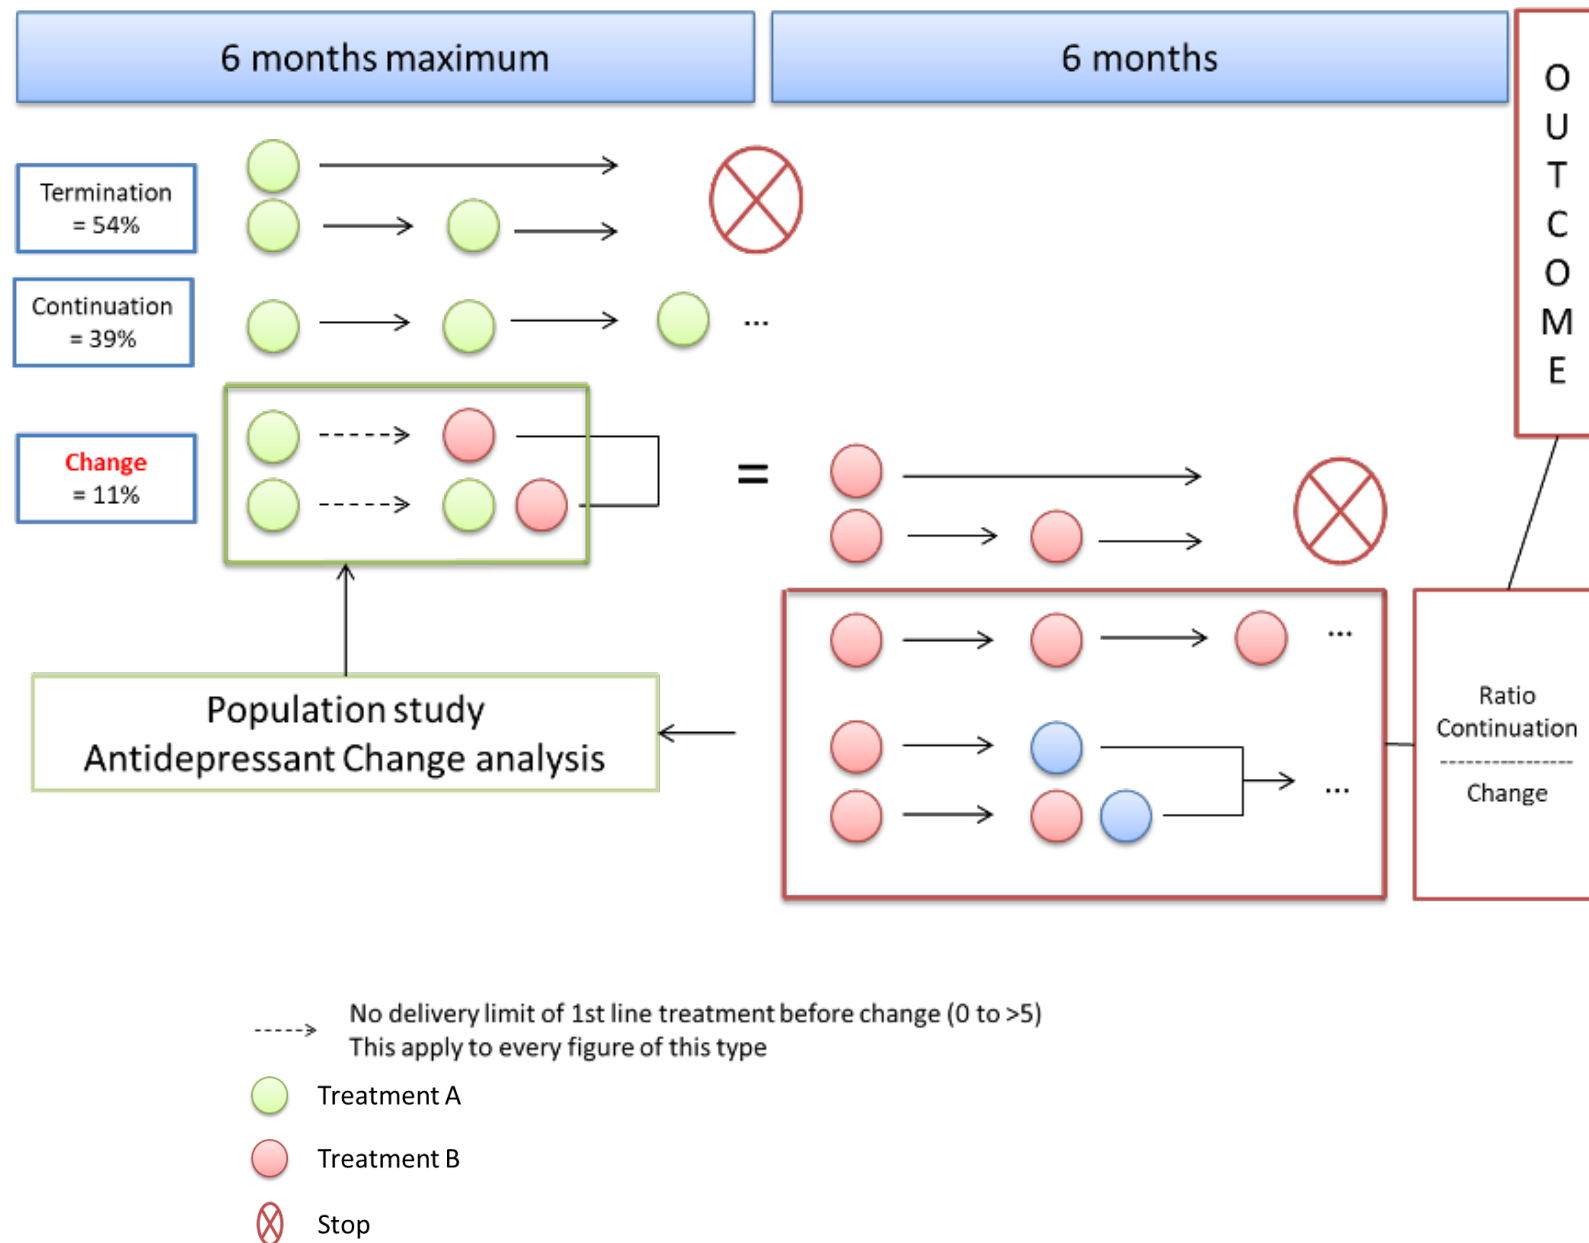 6 months maximum
6 months
O
U
T
C
O
M
E
Termination
= 54%
Continuation
= 39%
...
Change
= 11%
=
...
Population study
Antidepressant Change analysis
...
Ratio
Continuation
----------------
Change
No delivery limit of 1st line treatment before change (0 to >5)
This apply to every figure of this type
Treatment A
Treatment B
Stop